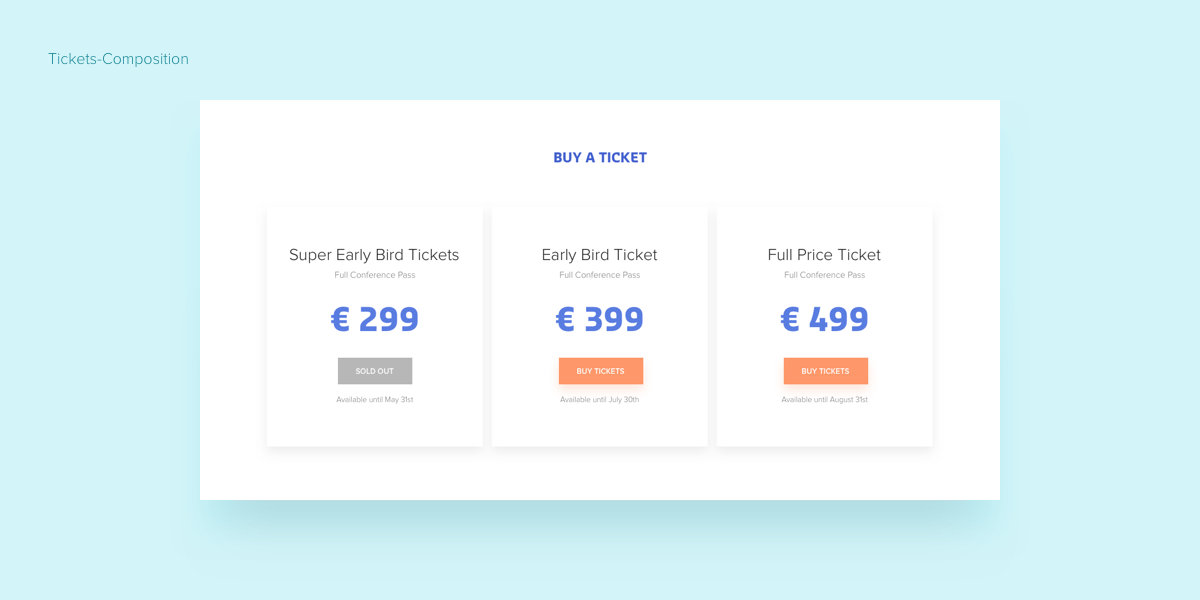 Tickets-Composition
BUY A TICKET
Super Early Bird Tickets
Full Conference Pass
€ 299
SOLD OUT
Available until May 31st
Early Bird Ticket
Full Conference Pass
€ 399
BUY TICKETS
Available until July 30th
Full Price Ticket
Full Conference Pass
€ 499
BUY TICKETS
Available until August 31st